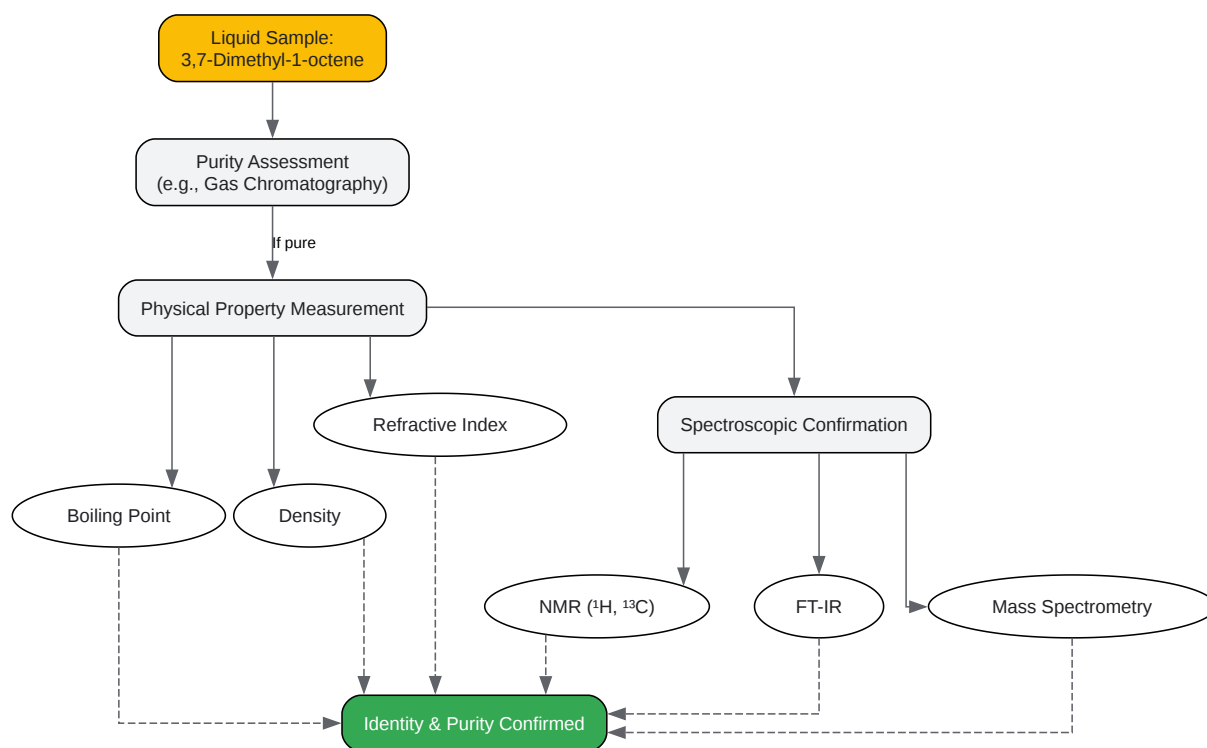 Liquid Sample:
3,7-Dimethyl-1-octene
Purity Assessment
(e.g., Gas Chromatography)
If pure
Physical Property Measurement
Refractive Index
Spectroscopic Confirmation
Boiling Point
Density
NMR (¹H, ¹³C)
FT-IR
Mass Spectrometry
Identity & Purity Confirmed